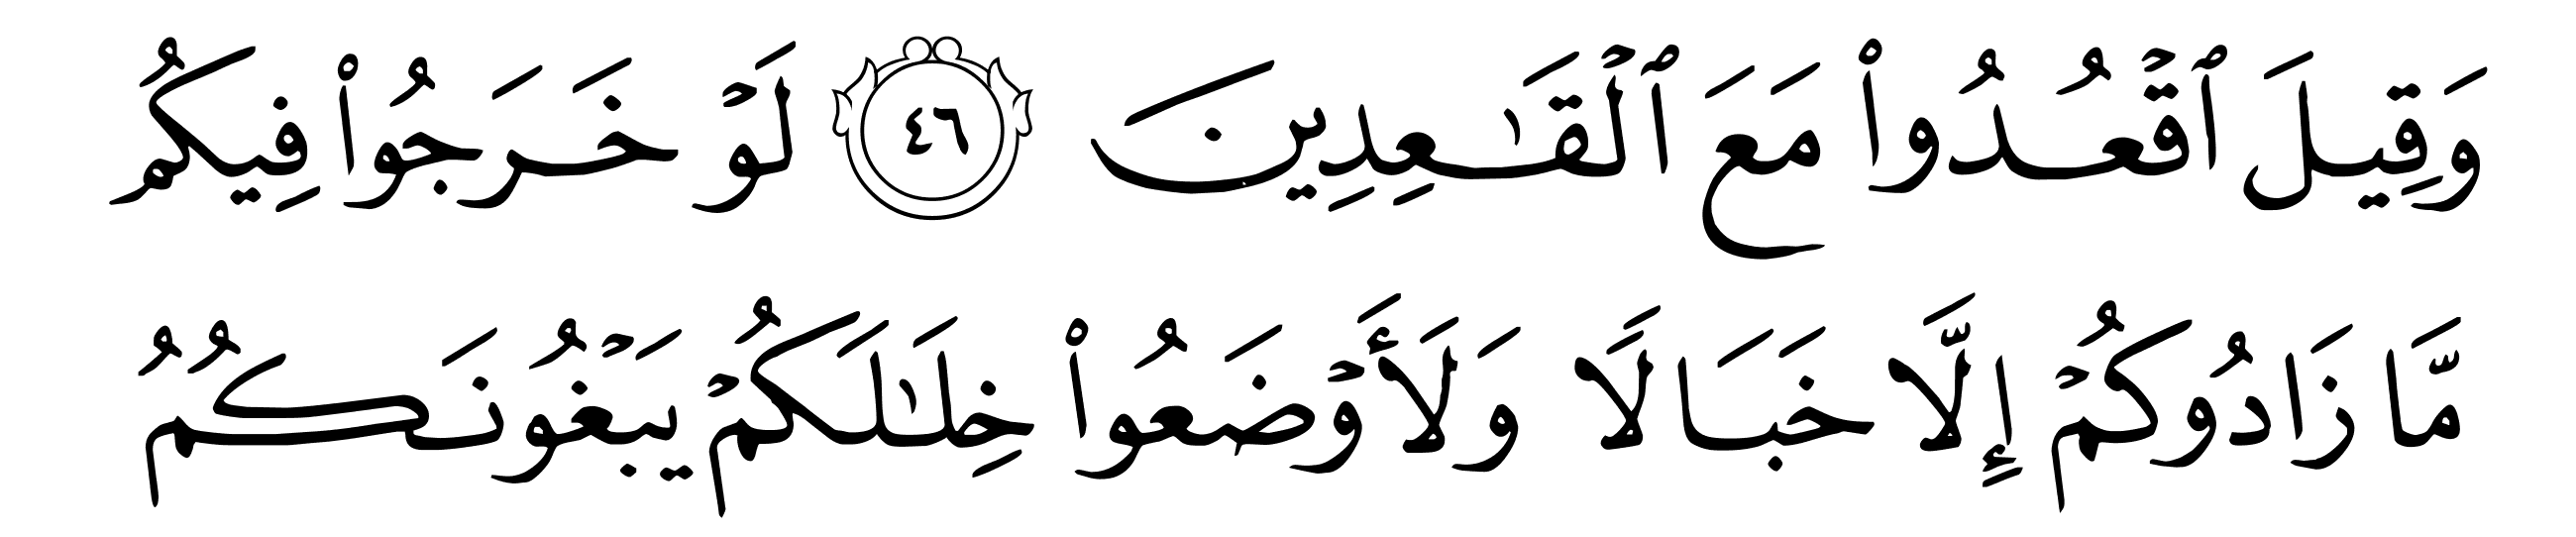 وَقِيلَ ٱقۡعُدُواْ مَعَ ٱلۡقَٰعِدِينَ ٤٦ لَوۡ خَرَجُواْ فِيكُم
مَّا زَادُوكُمۡ إِلَّا خَبَالًا وَلَأَوۡضَعُواْ خِلَٰلَكُمۡ يَبۡغُونَكُمُ